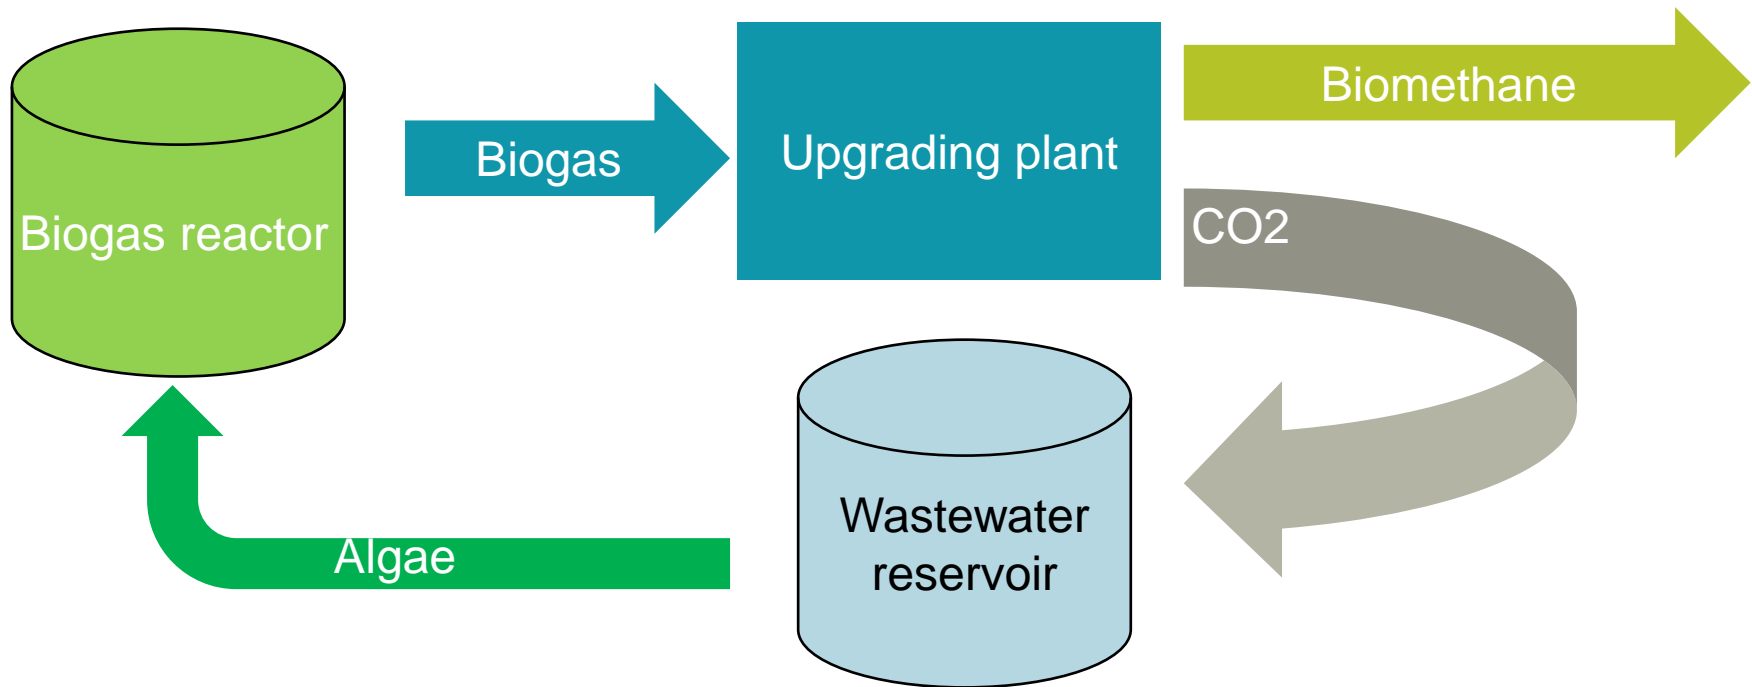 Biogas reactor
Biogas
Upgrading plant
Biomethane
CO2
Wastewater
reservoir
Algae